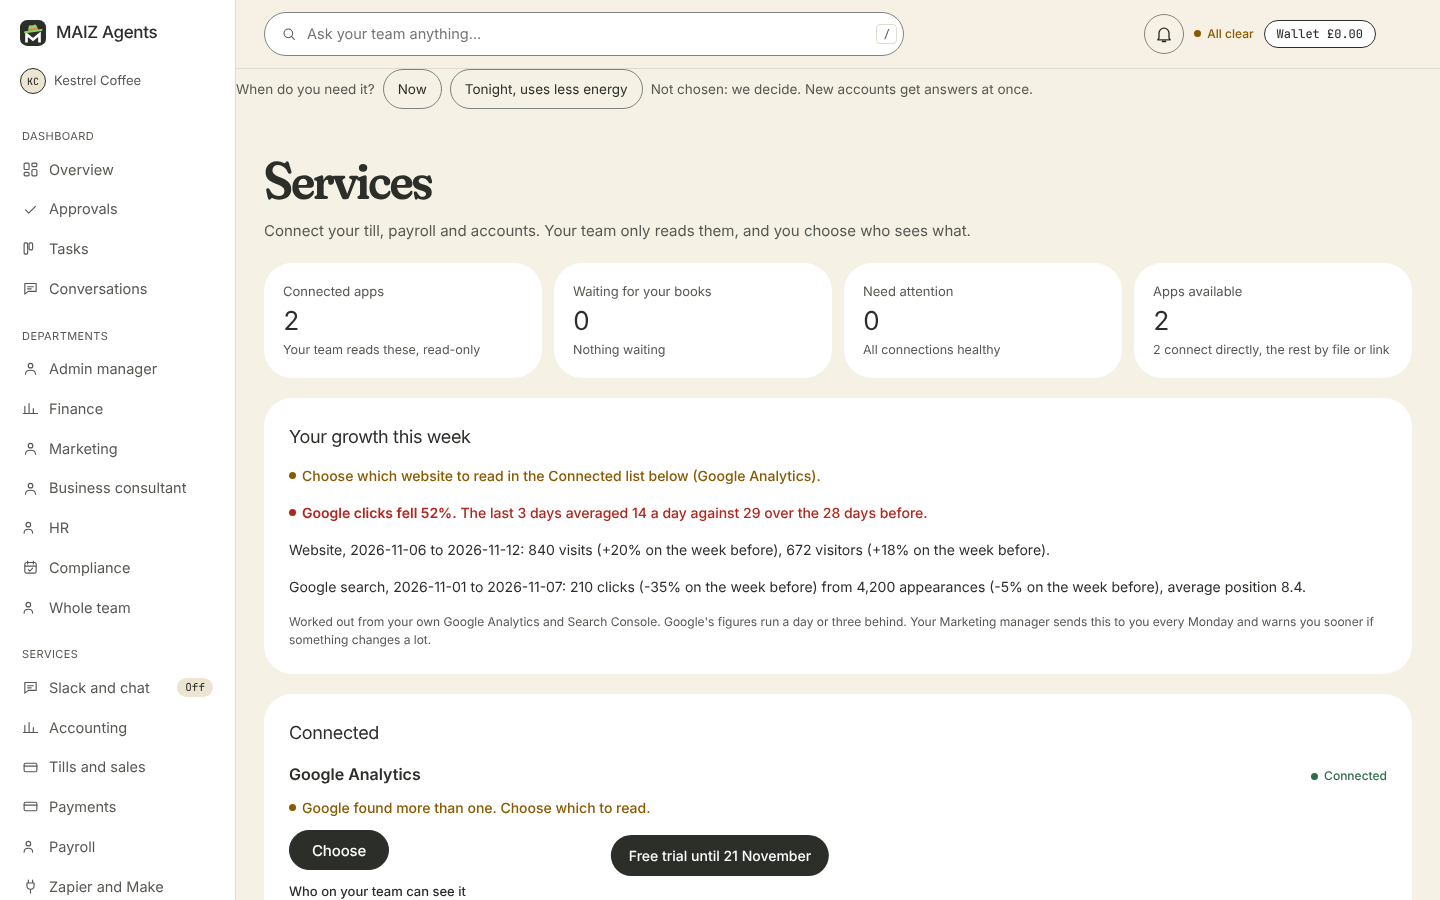 MAIZ Agents
KC Kestrel Coffee
DASHBOARD
Overview
Approvals
Tasks
Conversations
DEPARTMENTS
Admin manager
Finance
Marketing
Business consultant
HR
Compliance
Whole team
SERVICES
Slack and chat Off
Accounting
Tills and sales
Payments
Payroll
Zapier and Make
Ask your team anything... /
All clear
Wallet £0.00
When do you need it? Now Tonight, uses less energy Not chosen: we decide. New accounts get answers at once.
Services
Connect your till, payroll and accounts. Your team only reads them, and you choose who sees what.
Connected apps
2
Your team reads these, read-only
Waiting for your books
0
Nothing waiting
Need attention
0
All connections healthy
Apps available
2
2 connect directly, the rest by file or link
Your growth this week
Choose which website to read in the Connected list below (Google Analytics).
Google clicks fell 52%. The last 3 days averaged 14 a day against 29 over the 28 days before.
Website, 2026-11-06 to 2026-11-12: 840 visits (+20% on the week before), 672 visitors (+18% on the week before).
Google search, 2026-11-01 to 2026-11-07: 210 clicks (-35% on the week before) from 4,200 appearances (-5% on the week before), average position 8.4.
Worked out from your own Google Analytics and Search Console. Google's figures run a day or three behind. Your Marketing manager sends this to you every Monday and warns you sooner if
something changes a lot.
Connected
Google Analytics
Connected
Google found more than one. Choose which to read.
Choose
Free trial until 21 November
Who on your team can see it